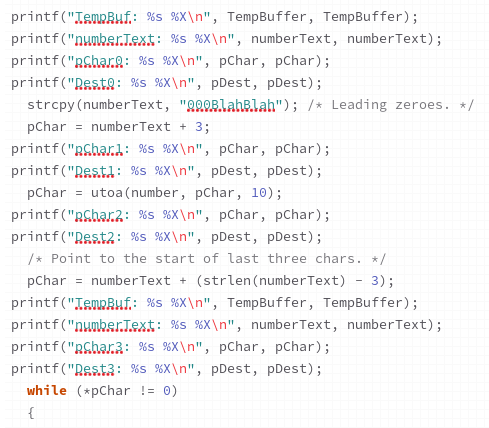 printf("TempBuf: %s %X\n", TempBuffer, TempBuffer);
printf("numberText: %s %X\n", numberText, numberText);
printf("pChar0: %s %X\n", pChar, pChar);
printf("Dest0: %s %X\n", pDest, pDest);
  strcpy(numberText, "000BlahBlah"); /* Leading zeroes. */
  pChar = numberText + 3;
printf("pChar1: %s %X\n", pChar, pChar);
printf("Dest1: %s %X\n", pDest, pDest);
  pChar = utoa(number, pChar, 10);
printf("pChar2: %s %X\n", pChar, pChar);
printf("Dest2: %s %X\n", pDest, pDest);
  /* Point to the start of last three chars. */
  pChar = numberText + (strlen(numberText) - 3);
printf("TempBuf: %s %X\n", TempBuffer, TempBuffer);
printf("numberText: %s %X\n", numberText, numberText);
printf("pChar3: %s %X\n", pChar, pChar);
printf("Dest3: %s %X\n", pDest, pDest);
  while (*pChar != 0)
  {